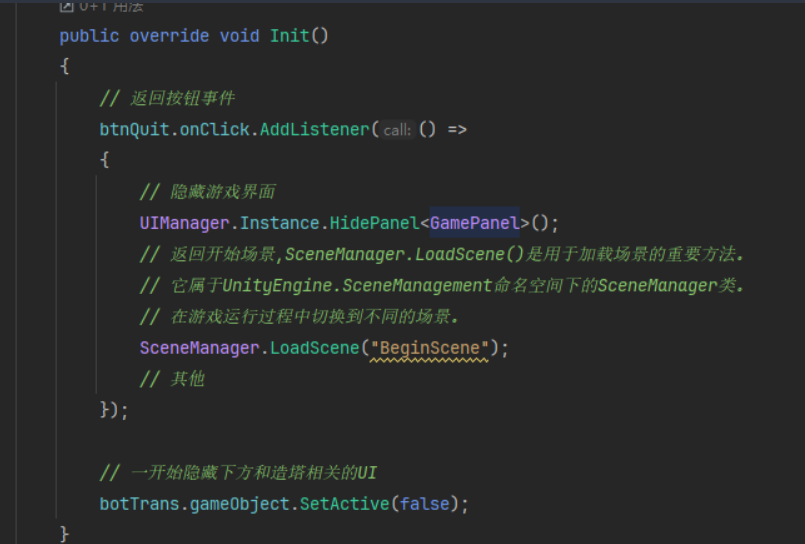 用法
public override void Init()
{
// 返回按钮事件
btnQuit.onClick.AddListener(call: () =>
{
// 隐藏游戏界面
UIManager.Instance.HidePanel<GamePanel>();
// 返回开始场景,SceneManager.LoadScene()是用于加载场景的重要方法.
// 它属于UnityEngine.SceneManagement命名空间下的SceneManager类.
// 在游戏运行过程中切换到不同的场景.
SceneManager.LoadScene("BeginScene");
// 其他
});
// 一开始隐藏下方和造塔相关的UI
botTrans.gameObject.SetActive(false);
}